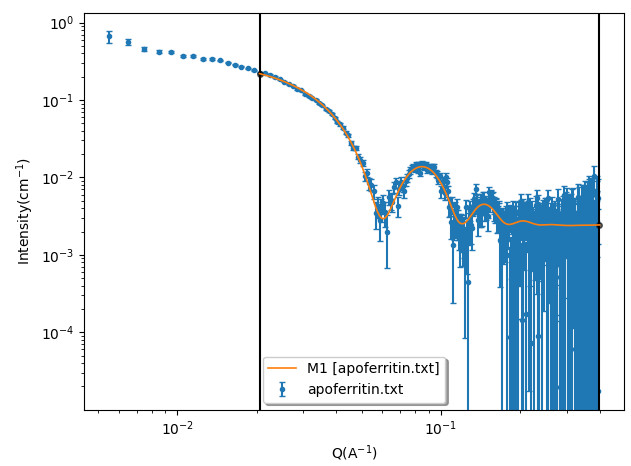 10⁰
10⁻¹
10⁻²
10⁻³
10⁻⁴
Intensity(cm⁻¹)
M1 [apoferritin.txt]
apoferritin.txt
10⁻² 10⁻¹
Q(A⁻¹)